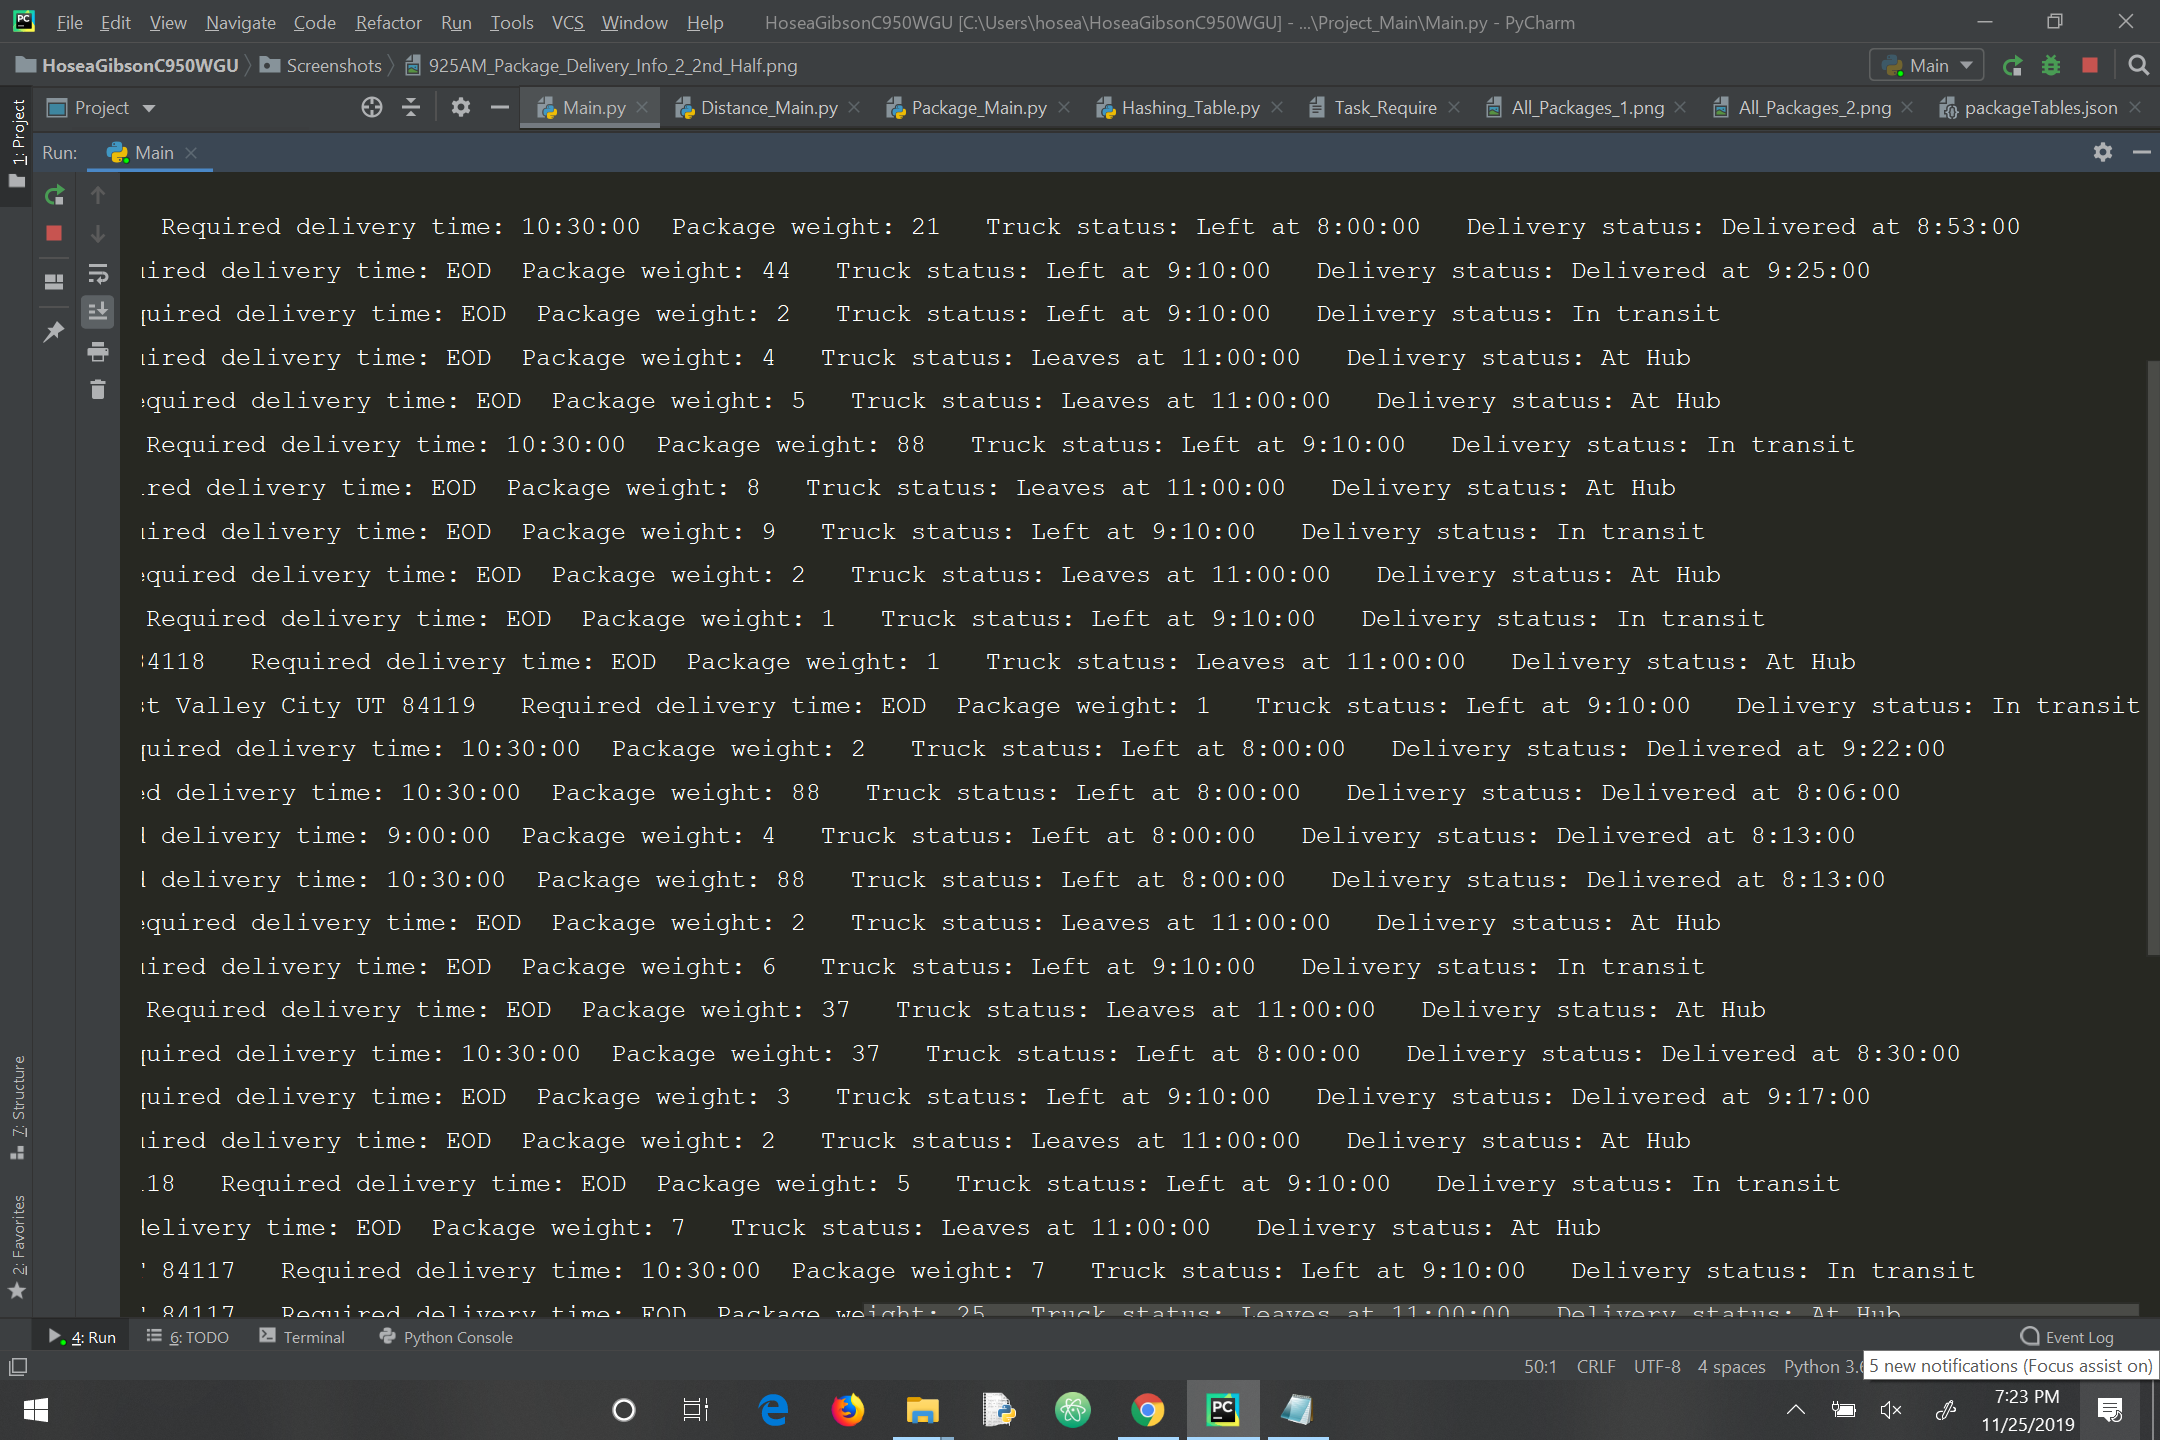 File Edit View Navigate Code Refactor Run Tools VCS Window Help HoseaGibsonC950WGU [C:\Users\hosea\HoseaGibsonC950WGU] - ...\Project_Main\Main.py - PyCharm
HoseaGibsonC950WGU Screenshots 925AM_Package_Delivery_Info_2_2nd_Half.png Main
Project Main.py Distance_Main.py Package_Main.py Hashing_Table.py Task_Require All_Packages_1.png All_Packages_2.png packageTables.json
1: Project
Run: Main
Required delivery time: 10:30:00 Package weight: 21 Truck status: Left at 8:00:00 Delivery status: Delivered at 8:53:00
ired delivery time: EOD Package weight: 44 Truck status: Left at 9:10:00 Delivery status: Delivered at 9:25:00
quired delivery time: EOD Package weight: 2 Truck status: Left at 9:10:00 Delivery status: In transit
ired delivery time: EOD Package weight: 4 Truck status: Leaves at 11:00:00 Delivery status: At Hub
equired delivery time: EOD Package weight: 5 Truck status: Leaves at 11:00:00 Delivery status: At Hub
Required delivery time: 10:30:00 Package weight: 88 Truck status: Left at 9:10:00 Delivery status: In transit
ired delivery time: EOD Package weight: 8 Truck status: Leaves at 11:00:00 Delivery status: At Hub
ired delivery time: EOD Package weight: 9 Truck status: Left at 9:10:00 Delivery status: In transit
equired delivery time: EOD Package weight: 2 Truck status: Leaves at 11:00:00 Delivery status: At Hub
Required delivery time: EOD Package weight: 1 Truck status: Left at 9:10:00 Delivery status: In transit
84118 Required delivery time: EOD Package weight: 1 Truck status: Leaves at 11:00:00 Delivery status: At Hub
st Valley City UT 84119 Required delivery time: EOD Package weight: 1 Truck status: Left at 9:10:00 Delivery status: In transit
quired delivery time: 10:30:00 Package weight: 2 Truck status: Left at 8:00:00 Delivery status: Delivered at 9:22:00
ed delivery time: 10:30:00 Package weight: 88 Truck status: Left at 8:00:00 Delivery status: Delivered at 8:06:00
d delivery time: 9:00:00 Package weight: 4 Truck status: Left at 8:00:00 Delivery status: Delivered at 8:13:00
d delivery time: 10:30:00 Package weight: 88 Truck status: Left at 8:00:00 Delivery status: Delivered at 8:13:00
equired delivery time: EOD Package weight: 2 Truck status: Leaves at 11:00:00 Delivery status: At Hub
ired delivery time: EOD Package weight: 6 Truck status: Left at 9:10:00 Delivery status: In transit
Required delivery time: EOD Package weight: 37 Truck status: Leaves at 11:00:00 Delivery status: At Hub
quired delivery time: 10:30:00 Package weight: 37 Truck status: Left at 8:00:00 Delivery status: Delivered at 8:30:00
quired delivery time: EOD Package weight: 3 Truck status: Left at 9:10:00 Delivery status: Delivered at 9:17:00
ired delivery time: EOD Package weight: 2 Truck status: Leaves at 11:00:00 Delivery status: At Hub
18 Required delivery time: EOD Package weight: 5 Truck status: Left at 9:10:00 Delivery status: In transit
delivery time: EOD Package weight: 7 Truck status: Leaves at 11:00:00 Delivery status: At Hub
84117 Required delivery time: 10:30:00 Package weight: 7 Truck status: Left at 9:10:00 Delivery status: In transit
84117 Required delivery time: EOD Package weight: 25 Truck status: Leaves at 11:00:00 Delivery status: At Hub
7: Structure
2: Favorites
4: Run 6: TODO Terminal Python Console Event Log
50:1 CRLF UTF-8 4 spaces Python 3. 5 new notifications (Focus assist on)
7:23 PM
11/25/2019